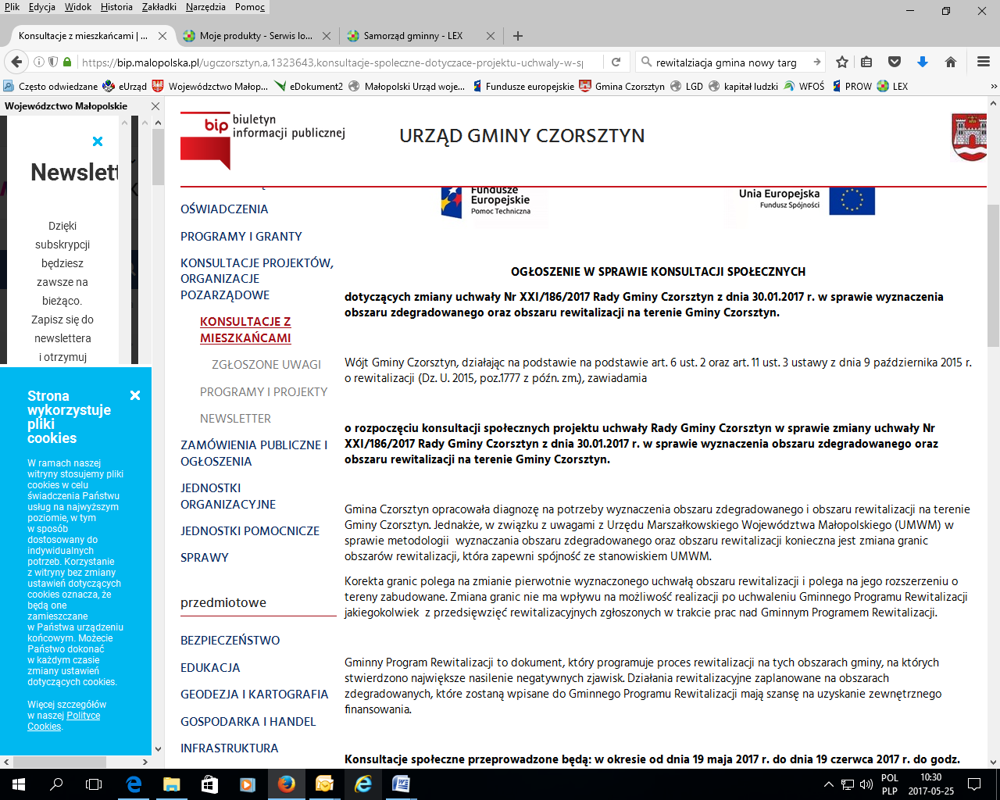 Plik Edycja Widok Historia Zakładki Narzędzia Pomoc
Konsultacje z mieszkańcami | ...
Moje produkty - Serwis lo...
Samorząd gminny - LEX
https://bip.malopolska.pl/ugczorsztyn,a,1323643,konsultacje-spoleczne-dotyczace-projektu-uchwaly-w-sp
rewitalziacja gmina nowy targ
Często odwiedzane eUrząd Województwo Małop... eDokument2 Małopolski Urząd woje... Fundusze europejskie Gmina Czorsztyn LGD kapitał ludzki WFOŚ PROW LEX »
Województwo Małopolskie
Newslett
Dzięki
subskrypcji
będziesz
zawsze na
bieżąco.
Zapisz się do
newslettera
i otrzymuj
Strona
wykorzystuje
pliki
cookies
W ramach naszej
witryny stosujemy pliki
cookies w celu
świadczenia Państwu
usług na najwyższym
poziomie, w tym
w sposób
dostosowany do
indywidualnych
potrzeb. Korzystanie
z witryny bez zmiany
ustawień dotyczących
cookies oznacza, że
będą one
zamieszczane
w Państwa urządzeniu
końcowym. Możecie
Państwo dokonać
w każdym czasie
zmiany ustawień
dotyczących cookies.
Więcej szczegółów
w naszej Polityce
Cookies.
bip
biuletyn
informacji publicznej
URZĄD GMINY CZORSZTYN
OŚWIADCZENIA
PROGRAMY I GRANTY
KONSULTACJE PROJEKTÓW,
ORGANIZACJE
POZARZĄDOWE
KONSULTACJE Z
MIESZKAŃCAMI
ZGŁOSZONE UWAGI
PROGRAMY I PROJEKTY
NEWSLETTER
ZAMÓWIENIA PUBLICZNE I
OGŁOSZENIA
JEDNOSTKI
ORGANIZACYJNE
JEDNOSTKI POMOCNICZE
SPRAWY
przedmiotowe
BEZPIECZEŃSTWO
EDUKACJA
GEODEZJA I KARTOGRAFIA
GOSPODARKA I HANDEL
INFRASTRUKTURA
Fundusze
Europejskie
Pomoc Techniczna
Unia Europejska
Fundusz Spójności
OGŁOSZENIE W SPRAWIE KONSULTACJI SPOŁECZNYCH
dotyczących zmiany uchwały Nr XXI/186/2017 Rady Gminy Czorsztyn z dnia 30.01.2017 r. w sprawie wyznaczenia
obszaru zdegradowanego oraz obszaru rewitalizacji na terenie Gminy Czorsztyn.
Wójt Gminy Czorsztyn, działając na podstawie na podstawie art. 6 ust. 2 oraz art. 11 ust. 3 ustawy z dnia 9 października 2015 r.
o rewitalizacji (Dz. U. 2015, poz.1777 z późn. zm.), zawiadamia
o rozpoczęciu konsultacji społecznych projektu uchwały Rady Gminy Czorsztyn w sprawie zmiany uchwały Nr
XXI/186/2017 Rady Gminy Czorsztyn z dnia 30.01.2017 r. w sprawie wyznaczenia obszaru zdegradowanego oraz
obszaru rewitalizacji na terenie Gminy Czorsztyn.
Gmina Czorsztyn opracowała diagnozę na potrzeby wyznaczenia obszaru zdegradowanego i obszaru rewitalizacji na terenie
Gminy Czorsztyn. Jednakże, w związku z uwagami z Urzędu Marszałkowskiego Województwa Małopolskiego (UMWM) w
sprawie metodologii wyznaczania obszaru zdegradowanego oraz obszaru rewitalizacji konieczna jest zmiana granic
obszarów rewitalizacji, która zapewni spójność ze stanowiskiem UMWM.
Korekta granic polega na zmianie pierwotnie wyznaczonego uchwałą obszaru rewitalizacji i polega na jego rozszerzeniu o
tereny zabudowane. Zmiana granic nie ma wpływu na możliwość realizacji po uchwaleniu Gminnego Programu Rewitalizacji
jakiegokolwiek z przedsięwzięć rewitalizacyjnych zgłoszonych w trakcie prac nad Gminnym Programem Rewitalizacji.
Gminny Program Rewitalizacji to dokument, który programuje proces rewitalizacji na tych obszarach gminy, na których
stwierdzono największe nasilenie negatywnych zjawisk. Działania rewitalizacyjne zaplanowane na obszarach
zdegradowanych, które zostaną wpisane do Gminnego Programu Rewitalizacji mają szansę na uzyskanie zewnętrznego
finansowania.
Konsultacje społeczne przeprowadzone będą: w okresie od dnia 19 maja 2017 r. do dnia 19 czerwca 2017 r. do godz.
POL
PLP
10:30
2017-05-25